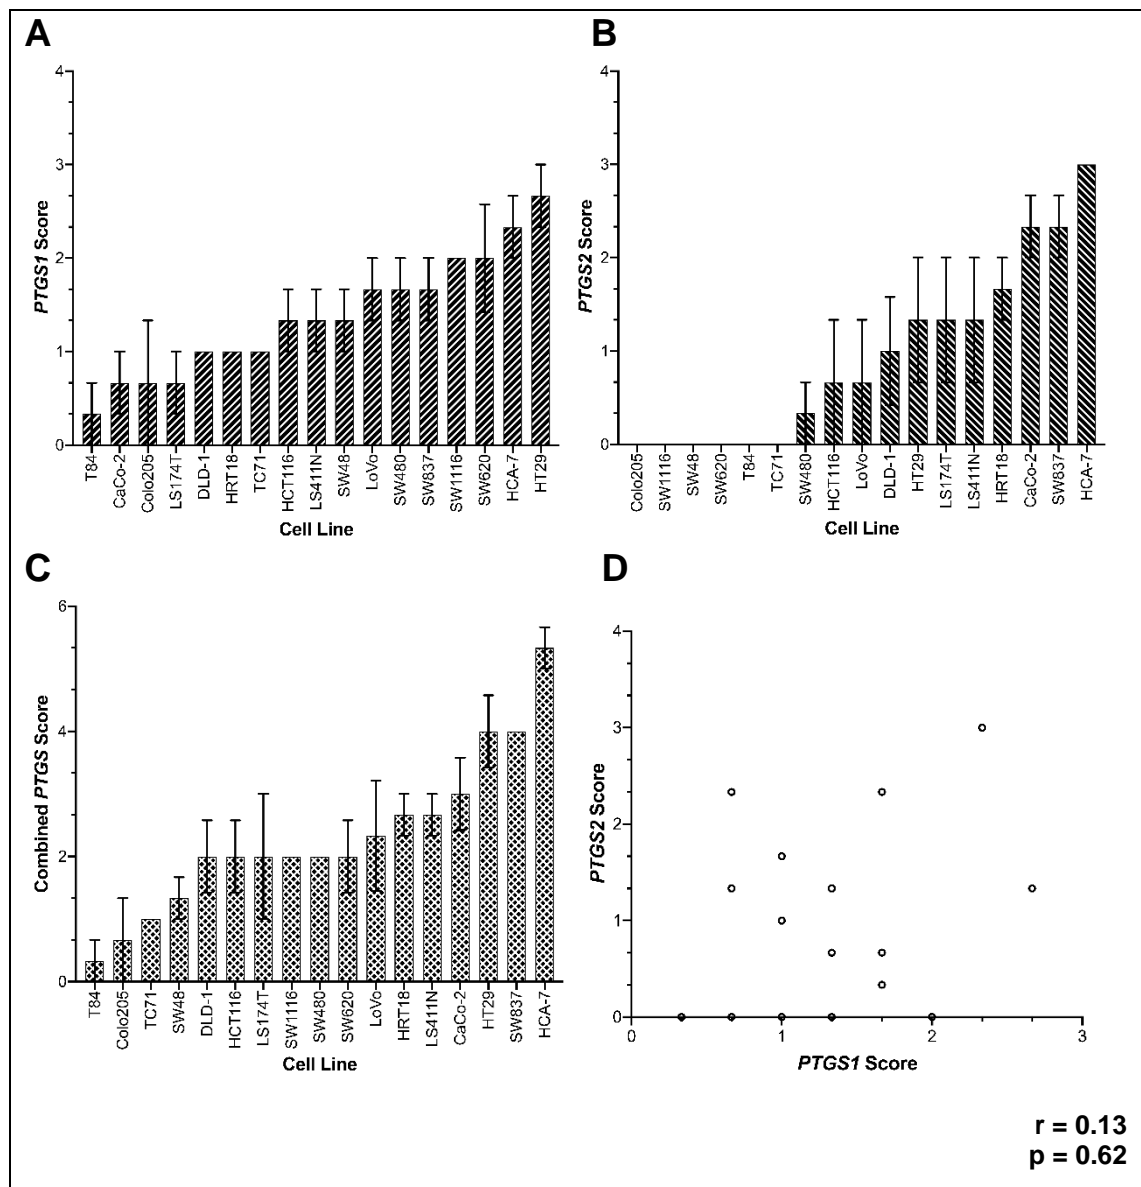 A
PTGS1 Score
4
3
2
1
0
T84 CaCo-2 Colo205 LS174T DLD-1 HRT18 TC71 HCT116 LS411N SW48 LoVo SW480 SW837 SW1116 SW620 HCA-7 HT29
Cell Line
B
PTGS2 Score
4
3
2
1
0
Colo205 SW1116 SW48 SW620 T84 TC71 SW480 HCT116 LoVo DLD-1 HT29 LS174T LS411N HRT18 CaCo-2 SW837 HCA-7
Cell Line
C
Combined PTGS Score
6
4
2
0
T84 Colo205 TC71 SW48 DLD-1 HCT116 LS174T SW1116 SW480 SW620 LoVo HRT18 LS411N CaCo-2 HT29 SW837 HCA-7
Cell Line
D
PTGS2 Score
4
3
2
1
0
0 1 2 3
PTGS1 Score
r = 0.13
p = 0.62